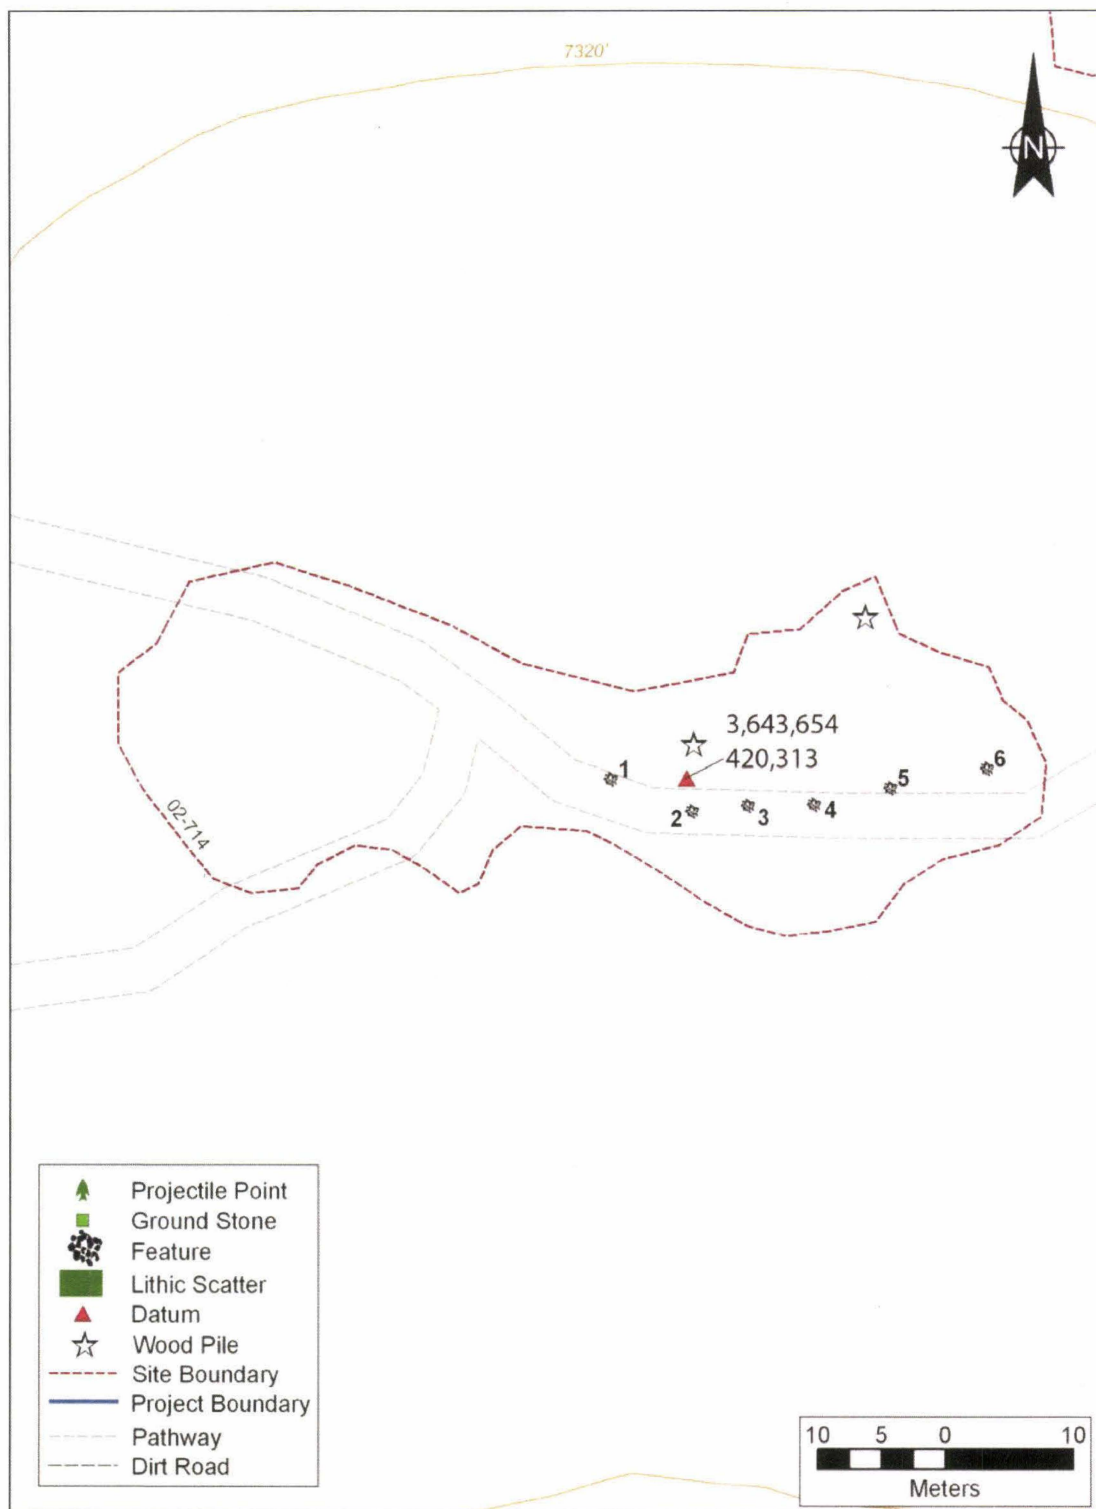 7320'
N
3,643,654
420,313
1
2
3
4
5
6
02-714
Projectile Point
Ground Stone
Feature
Lithic Scatter
Datum
Wood Pile
Site Boundary
Project Boundary
Pathway
Dirt Road
10 5 0 10
Meters